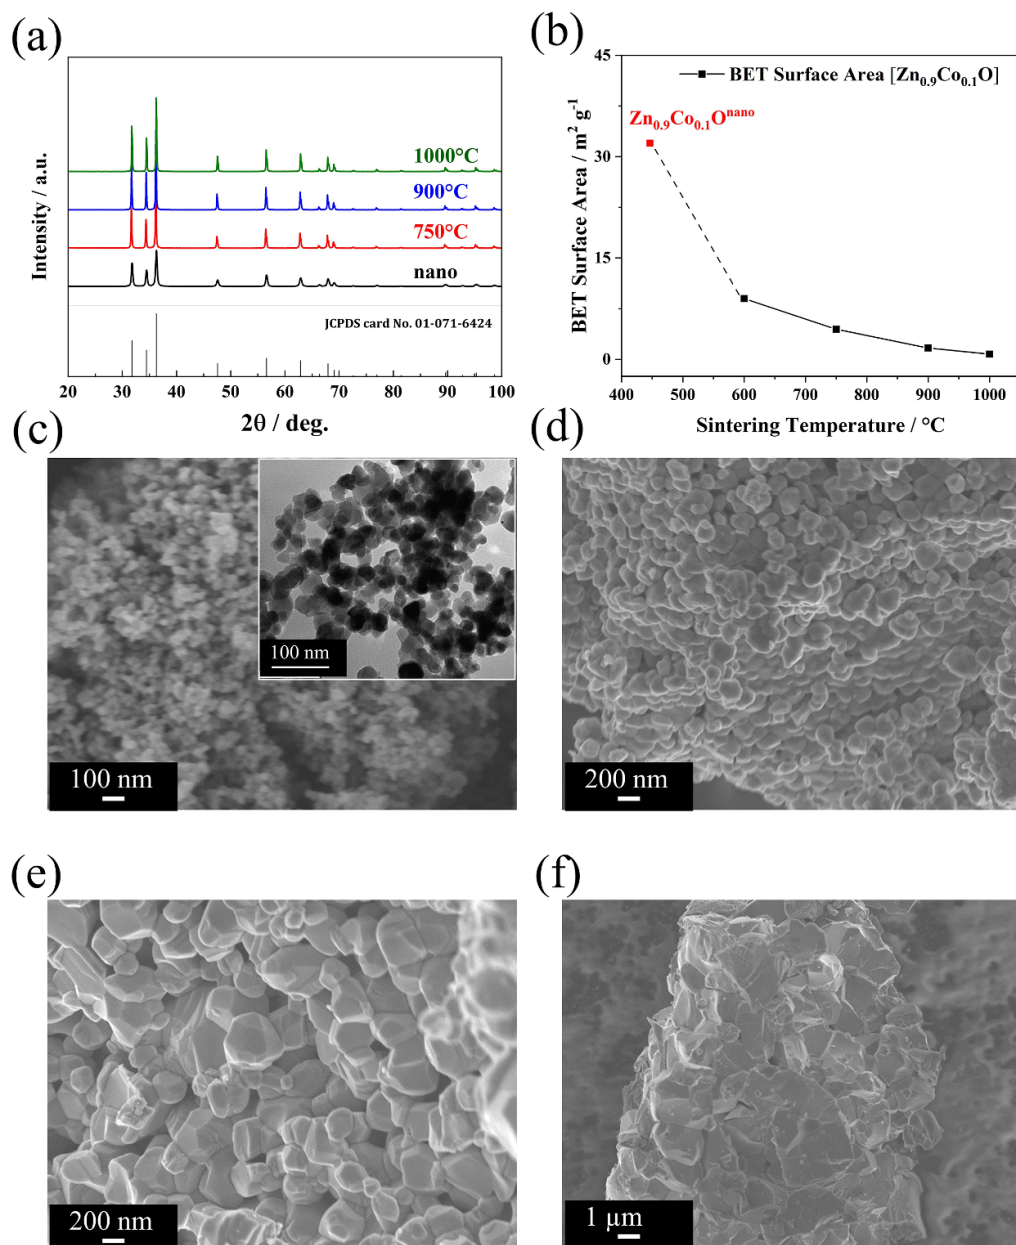 (a)
Intensity / a.u.
1000°C
900°C
750°C
nano
JCPDS card No. 01-071-6424
20 30 40 50 60 70 80 90 100
2θ / deg.
(b)
BET Surface Area / m² g⁻¹
45
30
15
0
BET Surface Area [Zn₀.₉Co₀.₁O]
Zn₀.₉Co₀.₁Oⁿᵃⁿᵒ
400 500 600 700 800 900 1000
Sintering Temperature / °C
(c)
100 nm
100 nm
(d)
200 nm
(e)
200 nm
(f)
1 µm